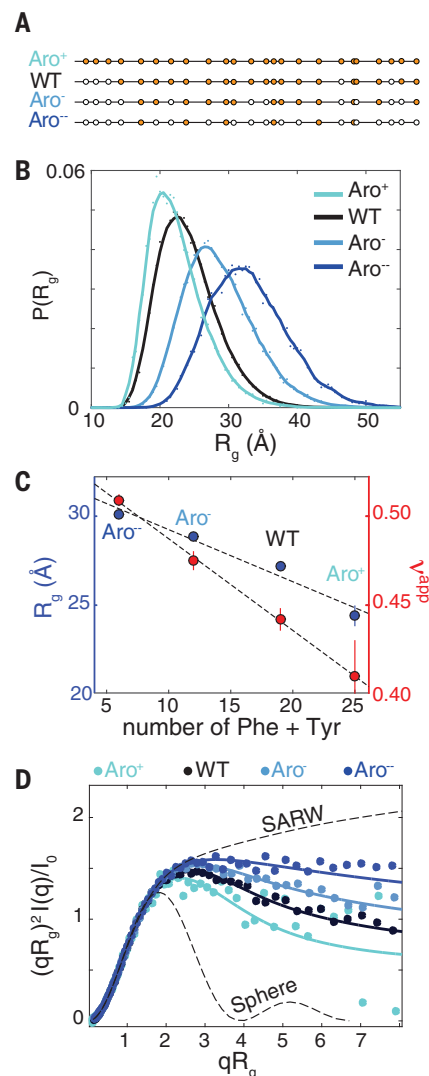 A
Aro⁺
WT
Aro⁻
Aro⁻⁻
B
0.06
P(Rg)
0
10 20 30 40 50
Rg (Å)
Aro⁺
WT
Aro⁻
Aro⁻⁻
C
30
25
20
Rg (Å)
0.50
0.45
0.40
νᵃᵖᵖ
Aro⁻⁻
Aro⁻
WT
Aro⁺
5 10 15 20 25
number of Phe + Tyr
D
Aro⁺ WT Aro⁻ Aro⁻⁻
2
1
0
(qRg)² I(q)/I₀
SARW
Sphere
1 2 3 4 5 6 7
qRg